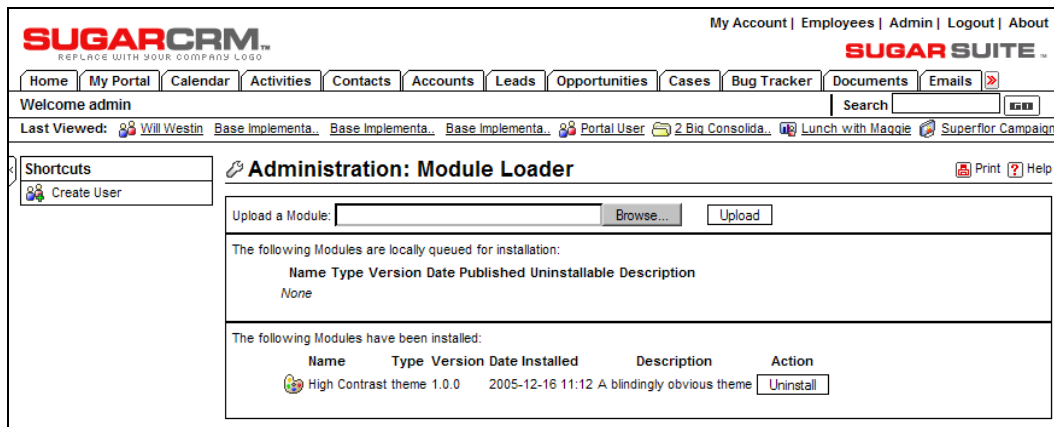 My Account | Employees | Admin | Logout | About
SUGARCRM™
REPLACE WITH YOUR COMPANY LOGO
SUGAR SUITE™
Home My Portal Calendar Activities Contacts Accounts Leads Opportunities Cases Bug Tracker Documents Emails »
Welcome admin Search GO
Last Viewed: Will Westin Base Implementa.. Base Implementa.. Base Implementa.. Portal User 2 Big Consolida.. Lunch with Maggie Superflor Campaign
Shortcuts
Create User
Administration: Module Loader Print ? Help
Upload a Module: Browse... Upload
The following Modules are locally queued for installation:
Name Type Version Date Published Uninstallable Description
None
The following Modules have been installed:
Name Type Version Date Installed Description Action
High Contrast theme 1.0.0 2005-12-16 11:12 A blindingly obvious theme Uninstall